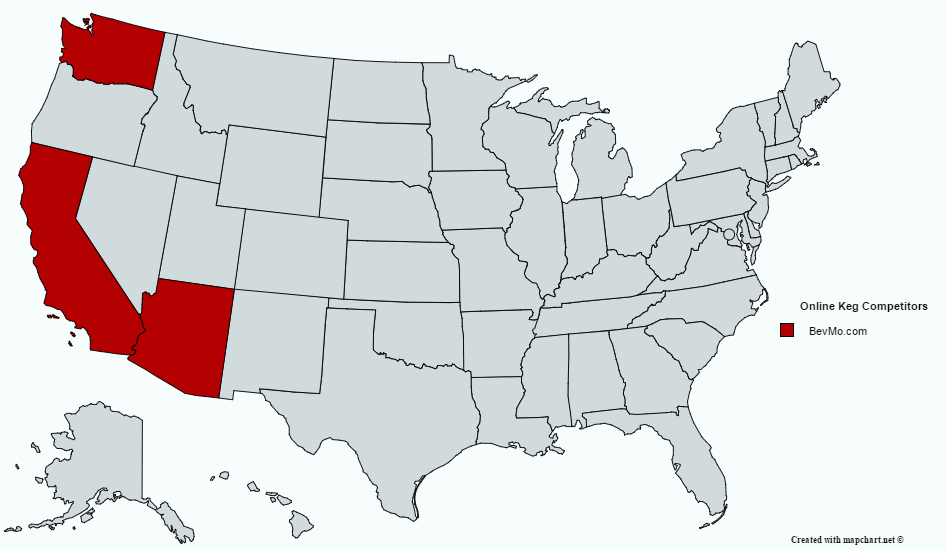 Online Keg Competitors
BevMo.com
Created with mapchart.net ©